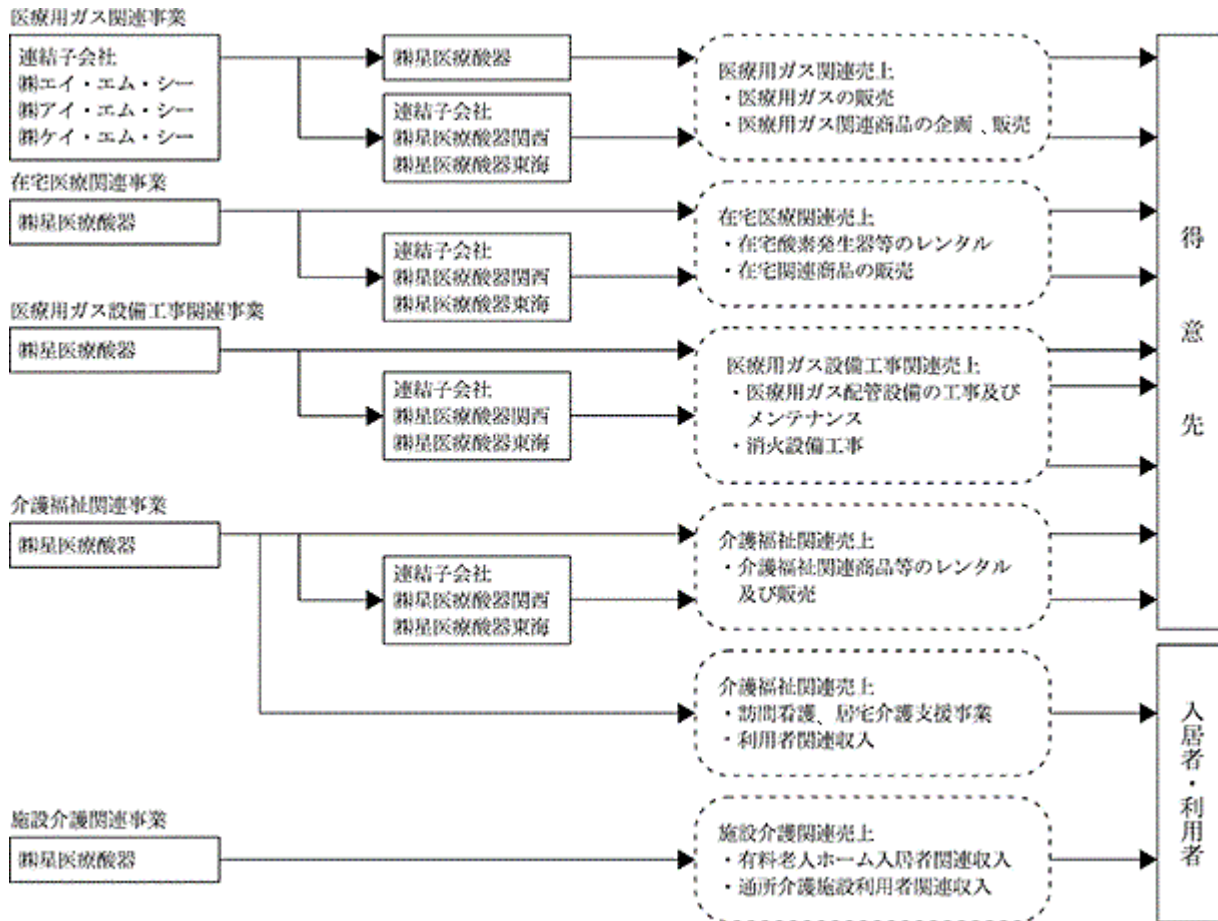 医療用ガス関連事業
連結子会社
㈱エイ・エム・シー
㈱アイ・エム・シー
㈱ケイ・エム・シー
㈱星医療酸器
連結子会社
㈱星医療酸器関西
㈱星医療酸器東海
医療用ガス関連売上
・医療用ガスの販売
・医療用ガス関連商品の企画、販売
在宅医療関連事業
㈱星医療酸器
連結子会社
㈱星医療酸器関西
㈱星医療酸器東海
在宅医療関連売上
・在宅酸素発生器等のレンタル
・在宅関連商品の販売
医療用ガス設備工事関連事業
㈱星医療酸器
連結子会社
㈱星医療酸器関西
㈱星医療酸器東海
医療用ガス設備工事関連売上
・医療用ガス配管設備の工事及び
メンテナンス
・消火設備工事
介護福祉関連事業
㈱星医療酸器
連結子会社
㈱星医療酸器関西
㈱星医療酸器東海
介護福祉関連売上
・介護福祉関連商品等のレンタル
及び販売
得意先
介護福祉関連売上
・訪問看護、居宅介護支援事業
・利用者関連収入
施設介護関連事業
㈱星医療酸器
施設介護関連売上
・有料老人ホーム入居者関連収入
・通所介護施設利用者関連収入
入居者・利用者